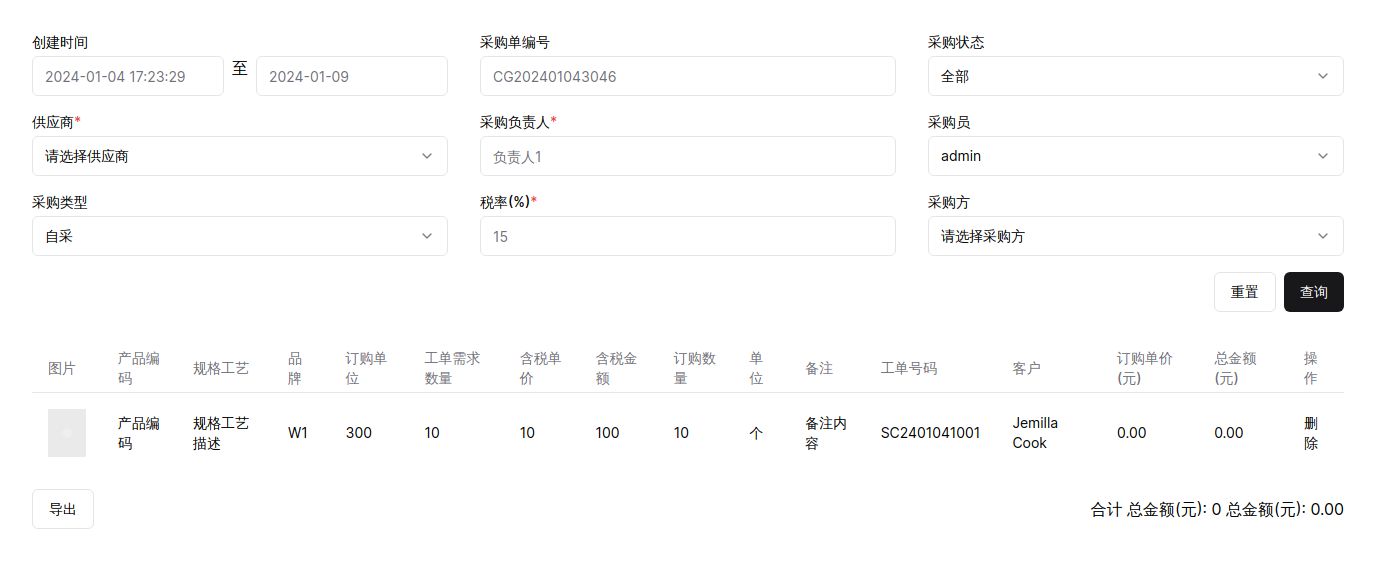 创建时间
2024-01-04 17:23:29 至 2024-01-09
采购单编号
CG202401043046
采购状态
全部
供应商*
请选择供应商
采购负责人*
负责人1
采购员
admin
采购类型
自采
税率(%)*
15
采购方
请选择采购方
重置 查询
图片
产品编
码
规格工艺
品
牌
订购单
位
工单需求
数量
含税单
价
含税金
额
订购数
量
单
位
备注
工单号码
客户
订购单价
(元)
总金额
(元)
操
作
产品编
码
规格工艺
描述
W1
300
10
10
100
10
个
备注内
容
SC2401041001
Jemilla
Cook
0.00
0.00
删
除
导出
合计 总金额(元): 0 总金额(元): 0.00